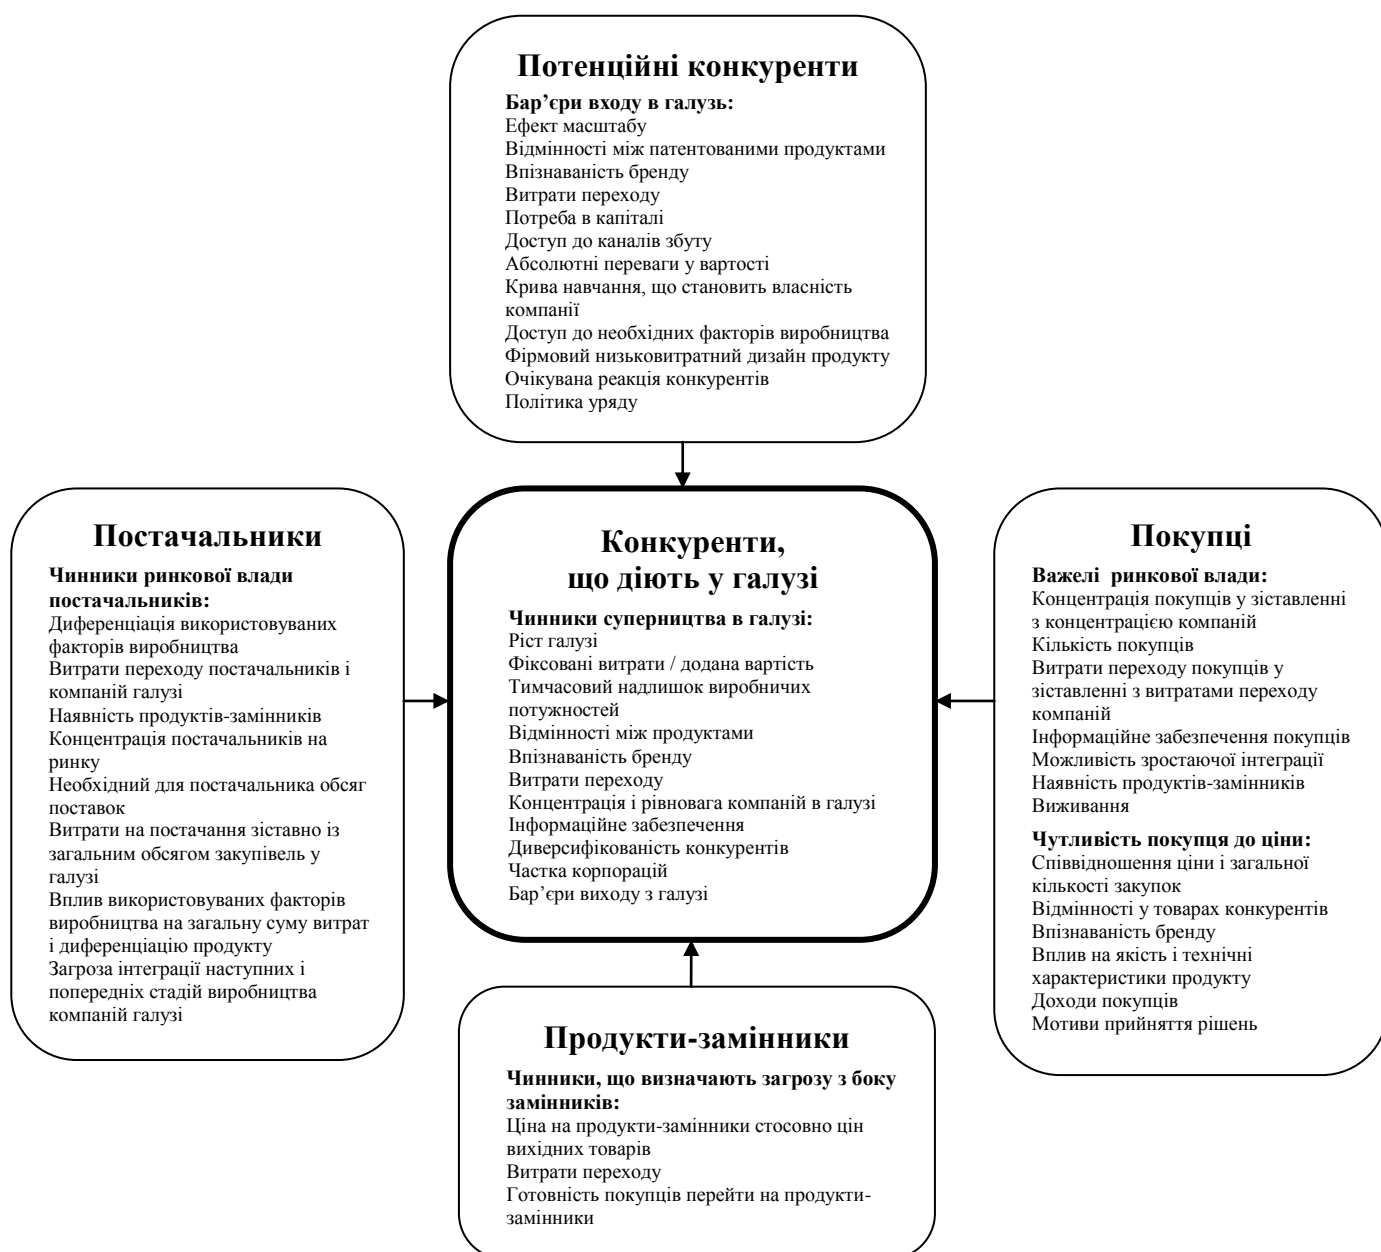 Потенційні конкуренти
Бар’єри входу в галузь:
Ефект масштабу
Відмінності між патентованими продуктами
Впізнаваність бренду
Витрати переходу
Потреба в капіталі
Доступ до каналів збуту
Абсолютні переваги у вартості
Крива навчання, що становить власність
компанії
Доступ до необхідних факторів виробництва
Фірмовий низьковитратний дизайн продукту
Очікувана реакція конкурентів
Політика уряду
Постачальники
Чинники ринкової влади
постачальників:
Диференціація використовуваних
факторів виробництва
Витрати переходу постачальників і
компаній галузі
Наявність продуктів-замінників
Концентрація постачальників на
ринку
Необхідний для постачальника обсяг
поставок
Витрати на постачання зіставно із
загальним обсягом закупівель у
галузі
Вплив використовуваних факторів
виробництва на загальну суму витрат
і диференціацію продукту
Загроза інтеграції наступних і
попередніх стадій виробництва
компаній галузі
Конкуренти,
що діють у галузі
Чинники суперництва в галузі:
Ріст галузі
Фіксовані витрати / додана вартість
Тимчасовий надлишок виробничих
потужностей
Відмінності між продуктами
Впізнаваність бренду
Витрати переходу
Концентрація і рівновага компаній в галузі
Інформаційне забезпечення
Диверсифікованість конкурентів
Частка корпорацій
Бар’єри виходу з галузі
Покупці
Важелі ринкової влади:
Концентрація покупців у зіставленні
з концентрацією компаній
Кількість покупців
Витрати переходу покупців у
зіставленні з витратами переходу
компаній
Інформаційне забезпечення покупців
Можливість зростаючої інтеграції
Наявність продуктів-замінників
Виживання
Чутливість покупця до ціни:
Співвідношення ціни і загальної
кількості закупок
Відмінності у товарах конкурентів
Впізнаваність бренду
Вплив на якість і технічні
характеристики продукту
Доходи покупців
Мотиви прийняття рішень
Продукти-замінники
Чинники, що визначають загрозу з боку
замінників:
Ціна на продукти-замінники стосовно цін
вихідних товарів
Витрати переходу
Готовність покупців перейти на продукти-
замінники